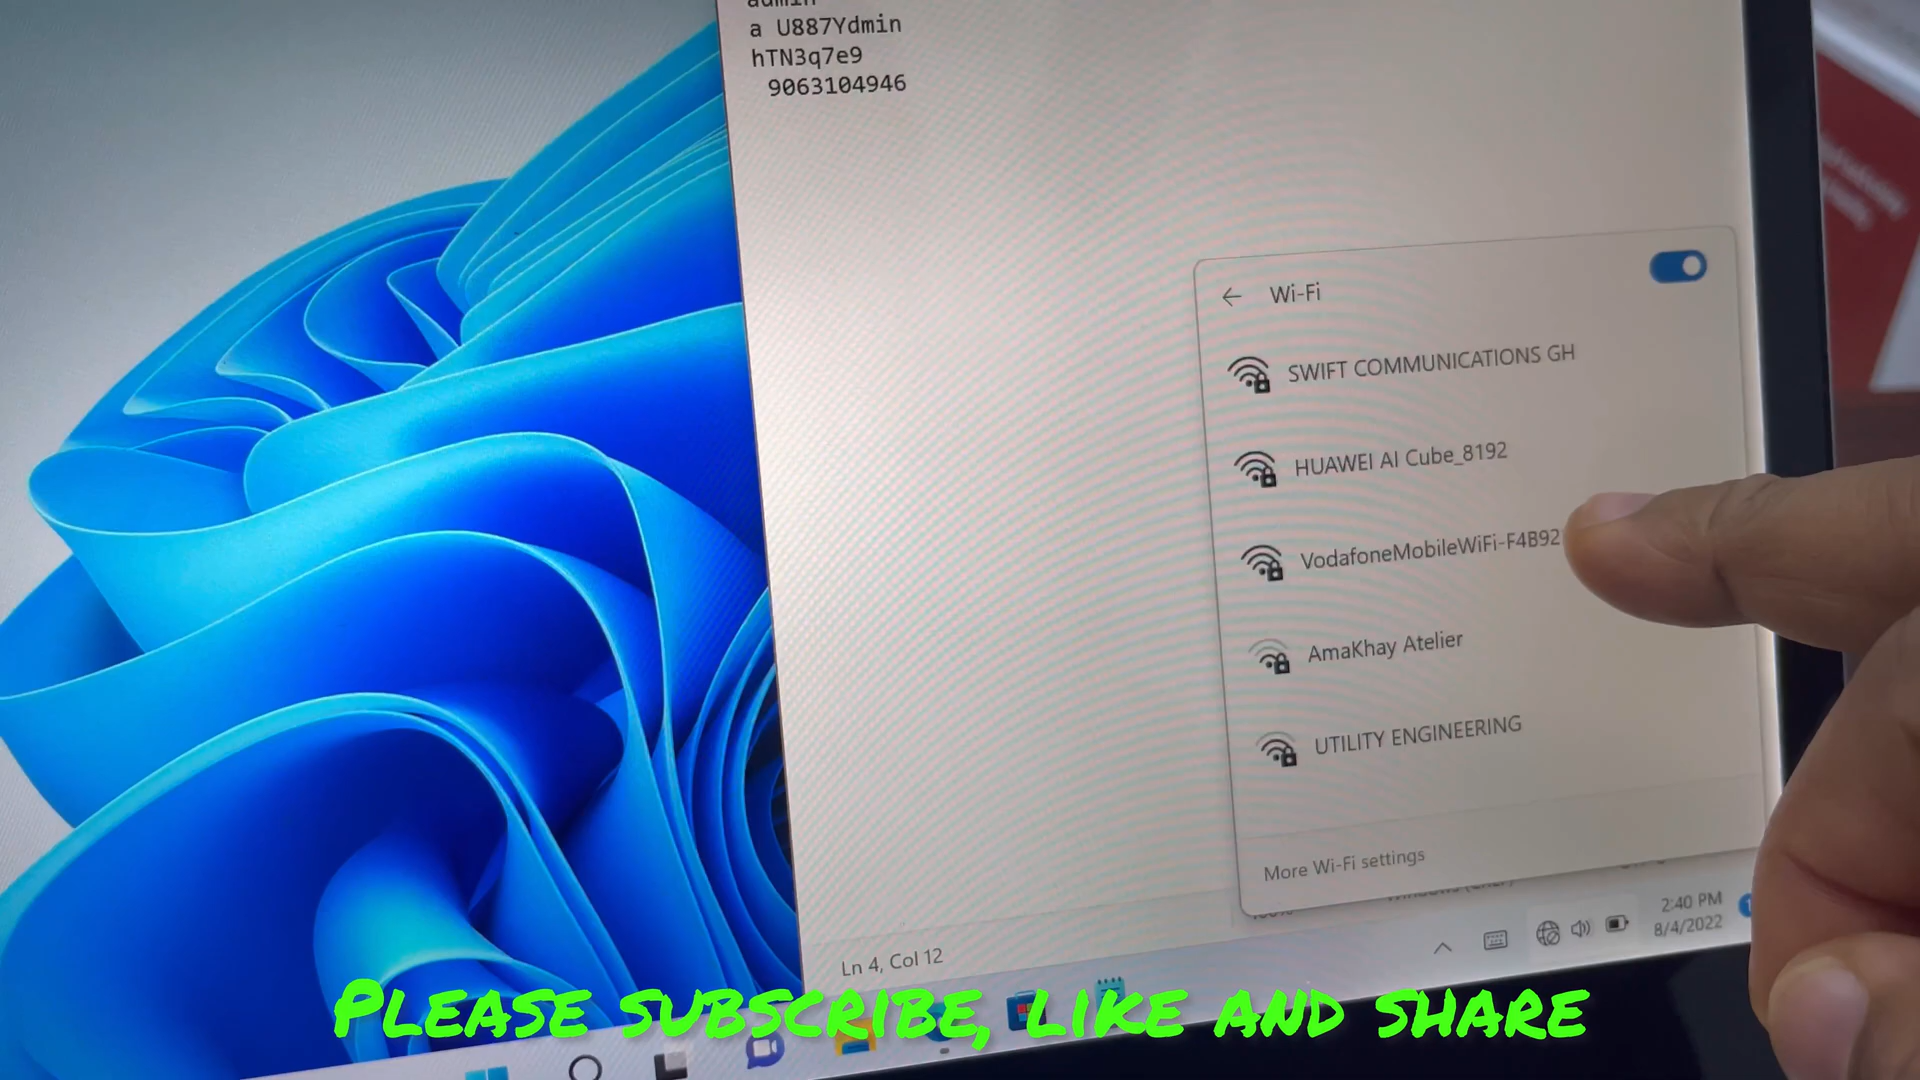 admin
a U887Ydmin
hTN3q7e9
9063104946
Wi-Fi
SWIFT COMMUNICATIONS GH
HUAWEI AI Cube_8192
VodafoneMobileWiFi-F4B92
AmaKhay Atelier
UTILITY ENGINEERING
More Wi-Fi settings
2:40 PM
8/4/2022
Ln 4, Col 12
PLEASE SUBSCRIBE, LIKE AND SHARE